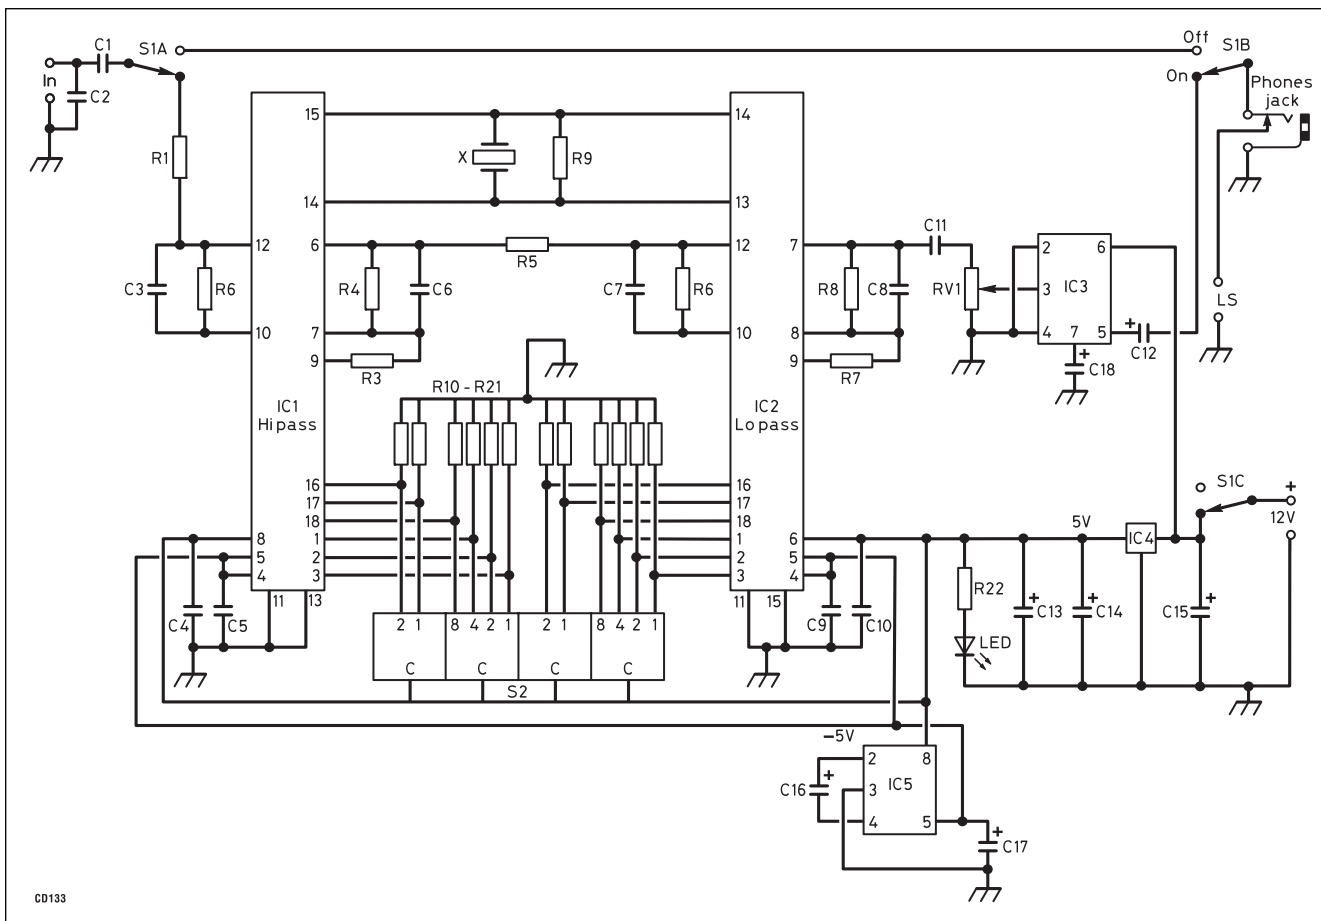 C1 S1A Off S1B
In C2 On Phones
jack
15 14
R1 X R9
14 13
12 6 R5 12 7 C11 2 6
C3 R6 R4 C6 C7 R6 R8 C8 RV1 3 IC3 LS
10 7 10 8 4 7 5 + C12
9 R3 9 R7 + C18
R10 - R21
IC1
Hi pass
IC2
Lo pass
16 16
17 17
18 18
1 1
2 2
3 3
8 6
5 5
4 4
11 13 11 15
C4 C5 C9 C10
2 1 8 4 2 1 2 1 8 4 2 1
C C C C
S2
S1C +
12V
5V IC4
R22 + C13 + C14 C15 +
LED
–5V
2 8
C16 + 3 IC5
4 5 + C17
CD133